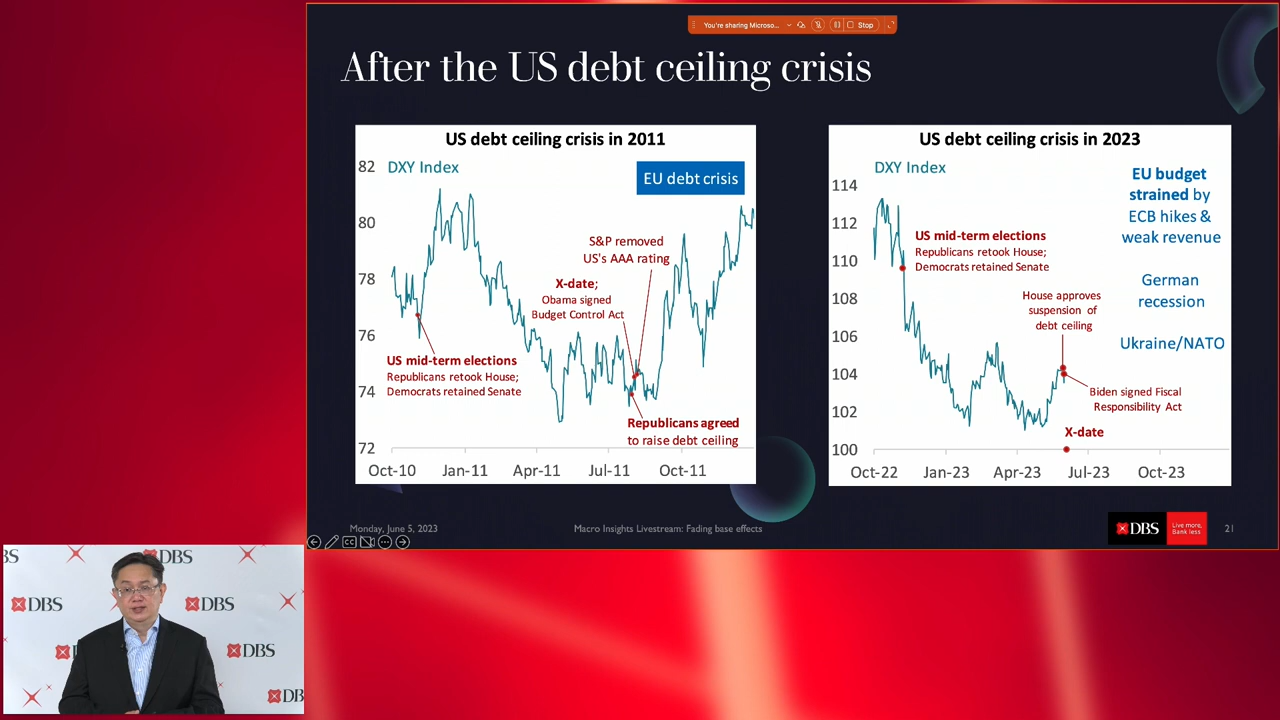 You're sharing Microso...
Stop
After the US debt ceiling crisis
US debt ceiling crisis in 2011
DXY Index
EU debt crisis
82
80
78
76
74
72
S&P removed
US's AAA rating
X-date;
Obama signed
Budget Control Act
US mid-term elections
Republicans retook House;
Democrats retained Senate
Republicans agreed
to raise debt ceiling
Oct-10 Jan-11 Apr-11 Jul-11 Oct-11
US debt ceiling crisis in 2023
DXY Index
114
112
110
108
106
104
102
100
US mid-term elections
Republicans retook House;
Democrats retained Senate
House approves
suspension of
debt ceiling
Biden signed Fiscal
Responsibility Act
X-date
Oct-22 Jan-23 Apr-23 Jul-23 Oct-23
EU budget
strained by
ECB hikes &
weak revenue
German
recession
Ukraine/NATO
Monday, June 5, 2023
Macro Insights Livestream: Fading base effects
DBS
Live more,
Bank less
21
CC
BS
DBS
DBS
DBS
DBS
DBS
DB